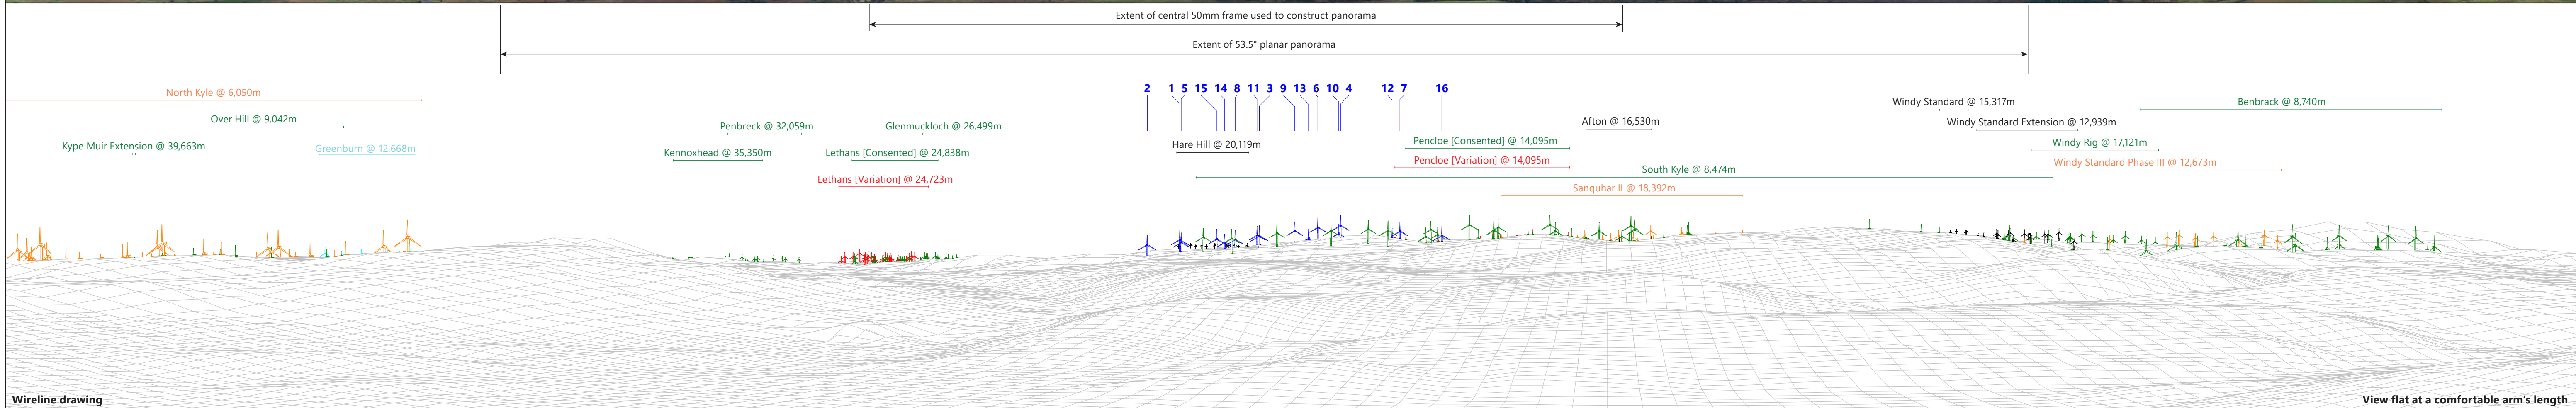 Extent of central 50mm frame used to construct panorama
Extent of 53.5° planar panorama
North Kyle @ 6,050m
Over Hill @ 9,042m
Kype Muir Extension @ 39,663m
Greenburn @ 12,668m
Penbreck @ 32,059m
Glenmuckloch @ 26,499m
Kennoxhead @ 35,350m
Lethans [Consented] @ 24,838m
Lethans [Variation] @ 24,723m
2 1 5 15 14 8 11 3 9 13 6 10 4 12 7 16
Hare Hill @ 20,119m
Afton @ 16,530m
Pencloe [Consented] @ 14,095m
Pencloe [Variation] @ 14,095m
South Kyle @ 8,474m
Sanquhar II @ 18,392m
Windy Standard @ 15,317m
Benbrack @ 8,740m
Windy Standard Extension @ 12,939m
Windy Rig @ 17,121m
Windy Standard Phase III @ 12,673m
Wireline drawing
View flat at a comfortable arm's length